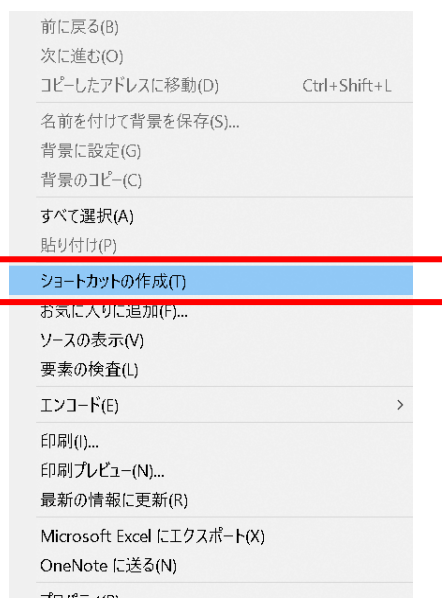 前に戻る(B)
次に進む(O)
コピーしたアドレスに移動(D) Ctrl+Shift+L
名前を付けて背景を保存(S)...
背景に設定(G)
背景のコピー(C)
すべて選択(A)
貼り付け(P)
ショートカットの作成(T)
お気に入りに追加(F)...
ソースの表示(V)
要素の検査(L)
エンコード(E) >
印刷(I)...
印刷プレビュー(N)...
最新の情報に更新(R)
Microsoft Excel にエクスポート(X)
OneNote に送る(N)